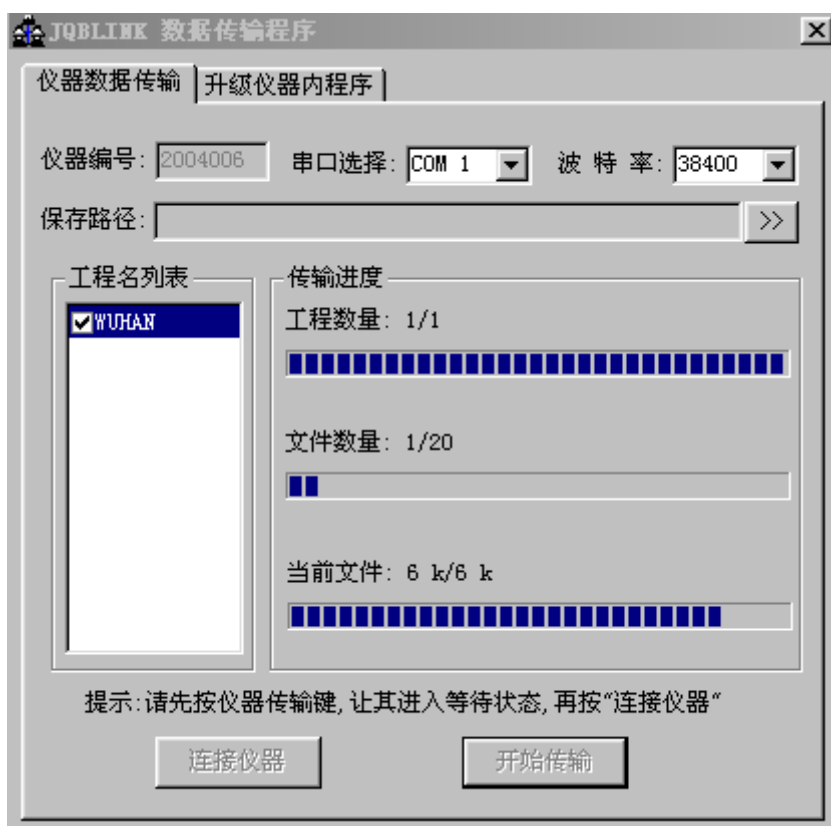 JQBLINK 数据传输程序
仪器数据传输 升级仪器内程序
仪器编号: 2004006 串口选择: COM 1 波 特 率: 38400
保存路径: >>
工程名列表 传输进度
WUHAN
工程数量: 1/1
文件数量: 1/20
当前文件: 6 k/6 k
提示:请先按仪器传输键,让其进入等待状态,再按“连接仪器“
连接仪器 开始传输